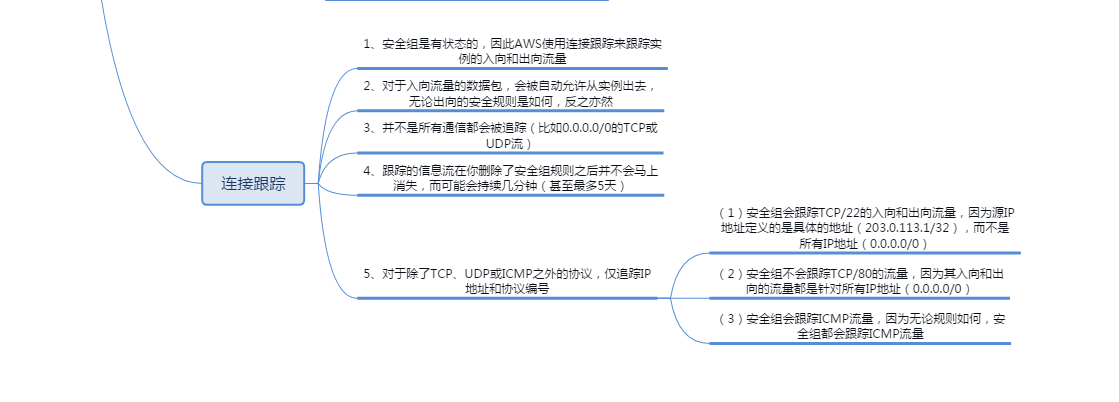 1、安全组是有状态的，因此AWS使用连接跟踪来跟踪实
例的入向和出向流量
2、对于入向流量的数据包，会被自动允许从实例出去，
无论出向的安全规则是如何，反之亦然
3、并不是所有通信都会被追踪（比如0.0.0.0/0的TCP或
UDP流）
4、跟踪的信息流在你删除了安全组规则之后并不会马上
消失，而可能会持续几分钟（甚至最多5天）
连接跟踪
5、对于除了TCP、UDP或ICMP之外的协议，仅追踪IP
地址和协议编号
（1）安全组会跟踪TCP/22的入向和出向流量，因为源IP
地址定义的是具体的地址（203.0.113.1/32），而不是
所有IP地址（0.0.0.0/0）
（2）安全组不会跟踪TCP/80的流量，因为其入向和出
向的流量都是针对所有IP地址（0.0.0.0/0）
（3）安全组会跟踪ICMP流量，因为无论规则如何，安
全组都会跟踪ICMP流量